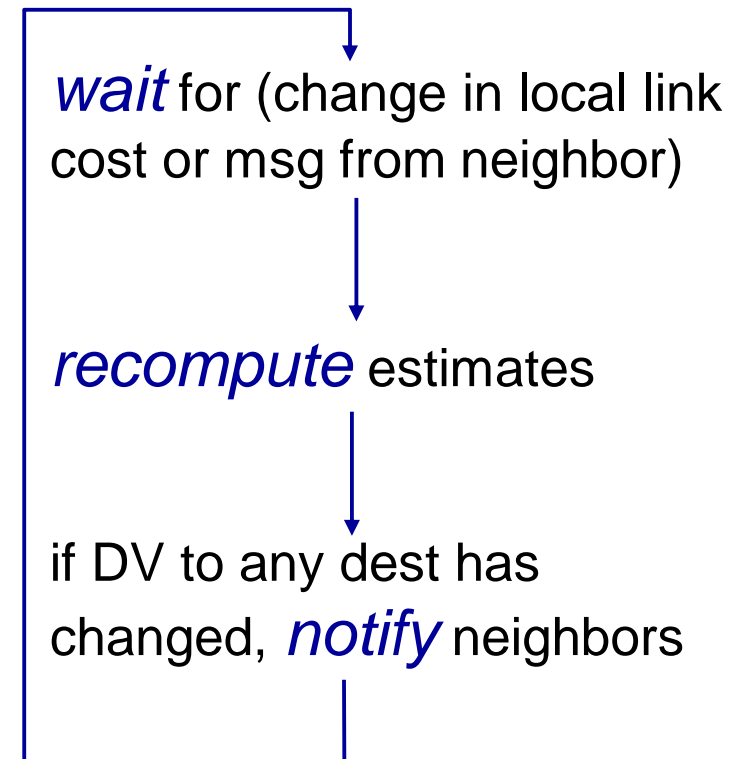 wait for (change in local link
cost or msg from neighbor)
recompute estimates
if DV to any dest has
changed, notify neighbors